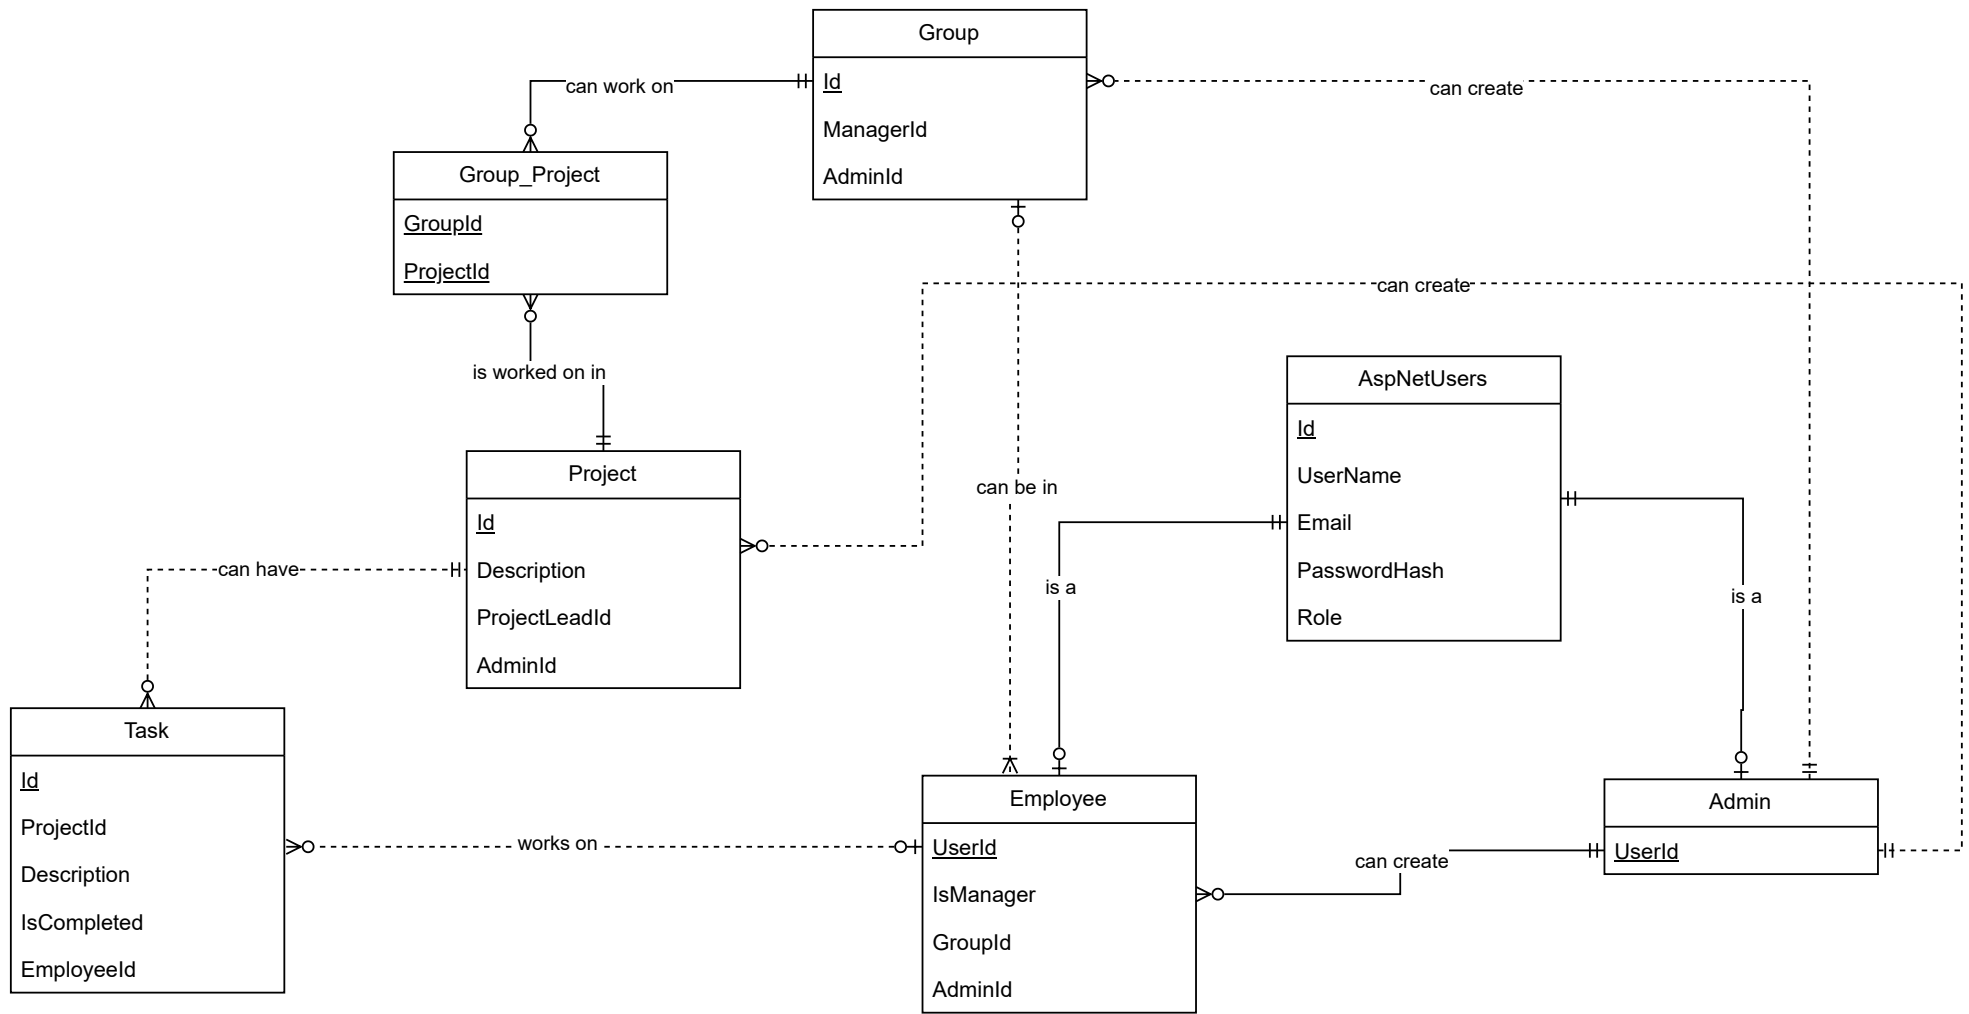 Group
Id
ManagerId
AdminId
can work on
can create
Group_Project
GroupId
ProjectId
can create
is worked on in
AspNetUsers
Id
UserName
Email
PasswordHash
Role
Project
Id
Description
ProjectLeadId
AdminId
can be in
can have
is a
is a
Task
Id
ProjectId
Description
IsCompleted
EmployeeId
works on
Employee
UserId
IsManager
GroupId
AdminId
can create
Admin
UserId